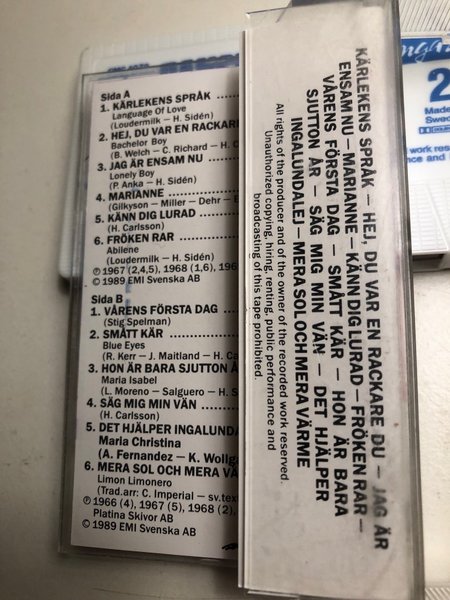 Sida A
1. KÄRLEKENS SPRÅK
Language Of Love
(Loudermilk – H. Sidén)
2. HEJ, DU VAR EN RACKARE
Bachelor Boy
(B. Welch – C. Richard – H. C
3. JAG ÄR ENSAM NU
Lonely Boy
(P. Anka – H. Sidén)
4. MARIANNE
(Gilkyson – Miller – Dehr –
5. KÄNN DIG LURAD
(H. Carlsson)
6. FRÖKEN RAR
Abilene
(Loudermilk – H. Sidén)
℗ 1967 (2,4,5), 1968 (1,6),
© 1989 EMI Svenska AB
Sida B
1. VÅRENS FÖRSTA DAG
(Stig Spelman)
2. SMÅTT KÄR
Blue Eyes
(R. Kerr – J. Maitland – H. C
3. HON ÄR BARA SJUTTON Å
Maria Isabel
(L. Moreno – Salguero – H. S
4. SÄG MIG MIN VÄN
(H. Carlsson)
5. DET HJÄLPER INGALUNDA
Maria Christina
(A. Fernandez – K. Wollg
6. MERA SOL OCH MERA VÄ
Limon Limonero
(Trad.arr: C. Imperial – sv.tex
℗ 1966 (4), 1967 (5), 1968 (2),
Platina Skivor AB
© 1989 EMI Svenska AB
KÄRLEKENS SPRÅK – HEJ, DU VAR EN RACKARE DU – JAG ÄR
ENSAM NU – MARIANNE – KÄNN DIG LURAD – FRÖKEN RAR –
VÅRENS FÖRSTA DAG – SMÅTT KÄR – HON ÄR BARA
SJUTTON ÅR – SÄG MIG MIN VÄN – DET HJÄLPER
INGALUNDALEJ – MERA SOL OCH MERA VÄRME
All rights of the producer and of the owner of the recorded work reserved.
Unauthorized copying, hiring, renting, public performance and
broadcasting of this tape prohibited.
2
Made
Swed
work rese
nce and